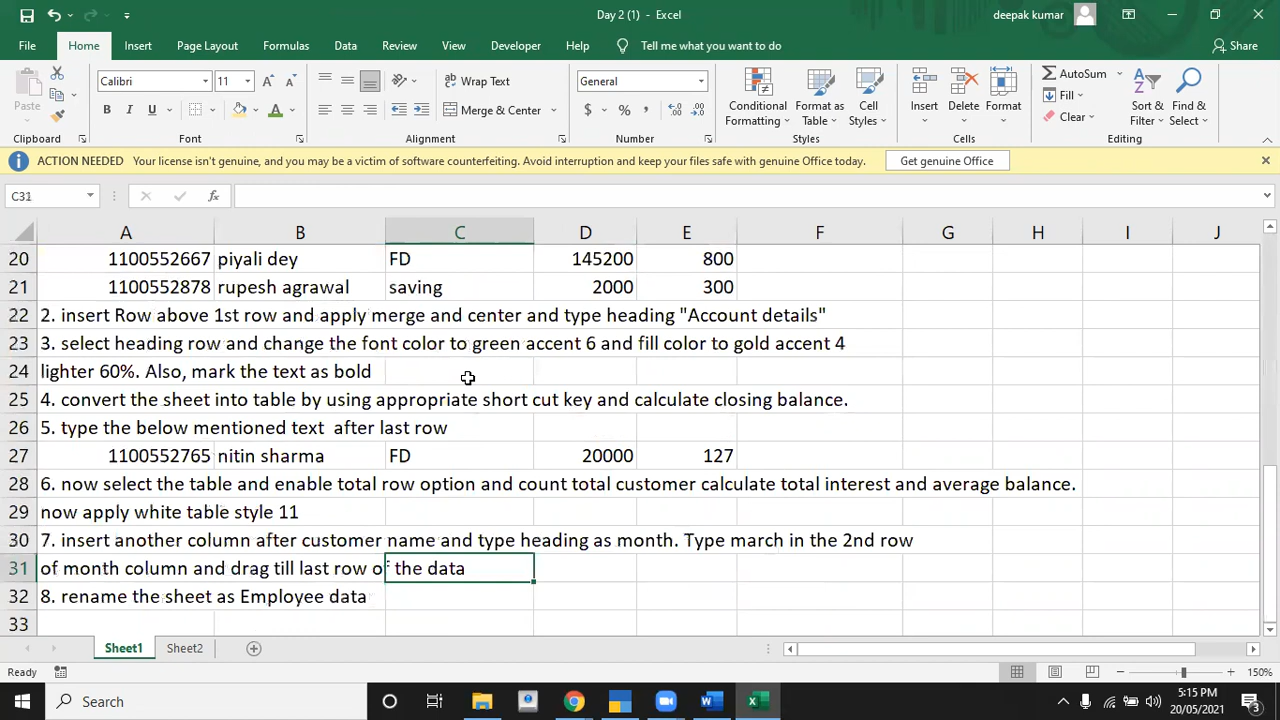 Day 2 (1) - Excel
deepak kumar
File Home Insert Page Layout Formulas Data Review View Developer Help Tell me what you want to do Share
Paste
Clipboard
Calibri 11
B I U
Font
Wrap Text
Merge & Center
Alignment
General
$ % ,
Number
Conditional Formatting
Format as Table
Cell Styles
Styles
Insert
Delete
Format
Cells
AutoSum
Fill
Clear
Sort & Filter
Find & Select
Editing
ACTION NEEDED Your license isn't genuine, and you may be a victim of software counterfeiting. Avoid interruption and keep your files safe with genuine Office today. Get genuine Office
C31 fx
A B C D E F G H I J
20 1100552667 piyali dey FD 145200 800
21 1100552878 rupesh agrawal saving 2000 300
22 2. insert Row above 1st row and apply merge and center and type heading "Account details"
23 3. select heading row and change the font color to green accent 6 and fill color to gold accent 4
24 lighter 60%. Also, mark the text as bold
25 4. convert the sheet into table by using appropriate short cut key and calculate closing balance.
26 5. type the below mentioned text after last row
27 1100552765 nitin sharma FD 20000 127
28 6. now select the table and enable total row option and count total customer calculate total interest and average balance.
29 now apply white table style 11
30 7. insert another column after customer name and type heading as month. Type march in the 2nd row
31 of month column and drag till last row of the data
32 8. rename the sheet as Employee data
33
Sheet1 Sheet2
Ready 150%
Search
5:15 PM
20/05/2021
3